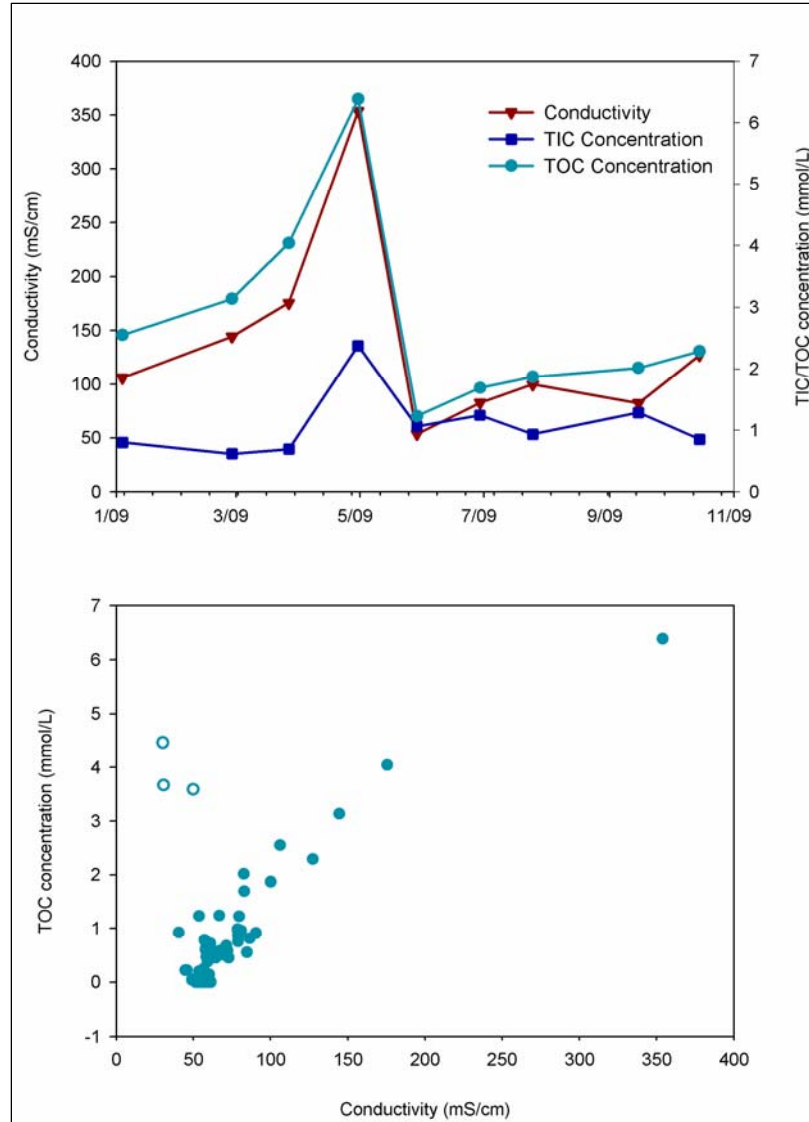 400
350
300
250
200
150
100
50
0
Conductivity (mS/cm)
7
6
5
4
3
2
1
0
TIC/TOC concentration (mmol/L)
Conductivity
TIC Concentration
TOC Concentration
1/09 3/09 5/09 7/09 9/09 11/09
7
6
5
4
3
2
1
0
-1
TOC concentration (mmol/L)
0 50 100 150 200 250 300 350 400
Conductivity (mS/cm)